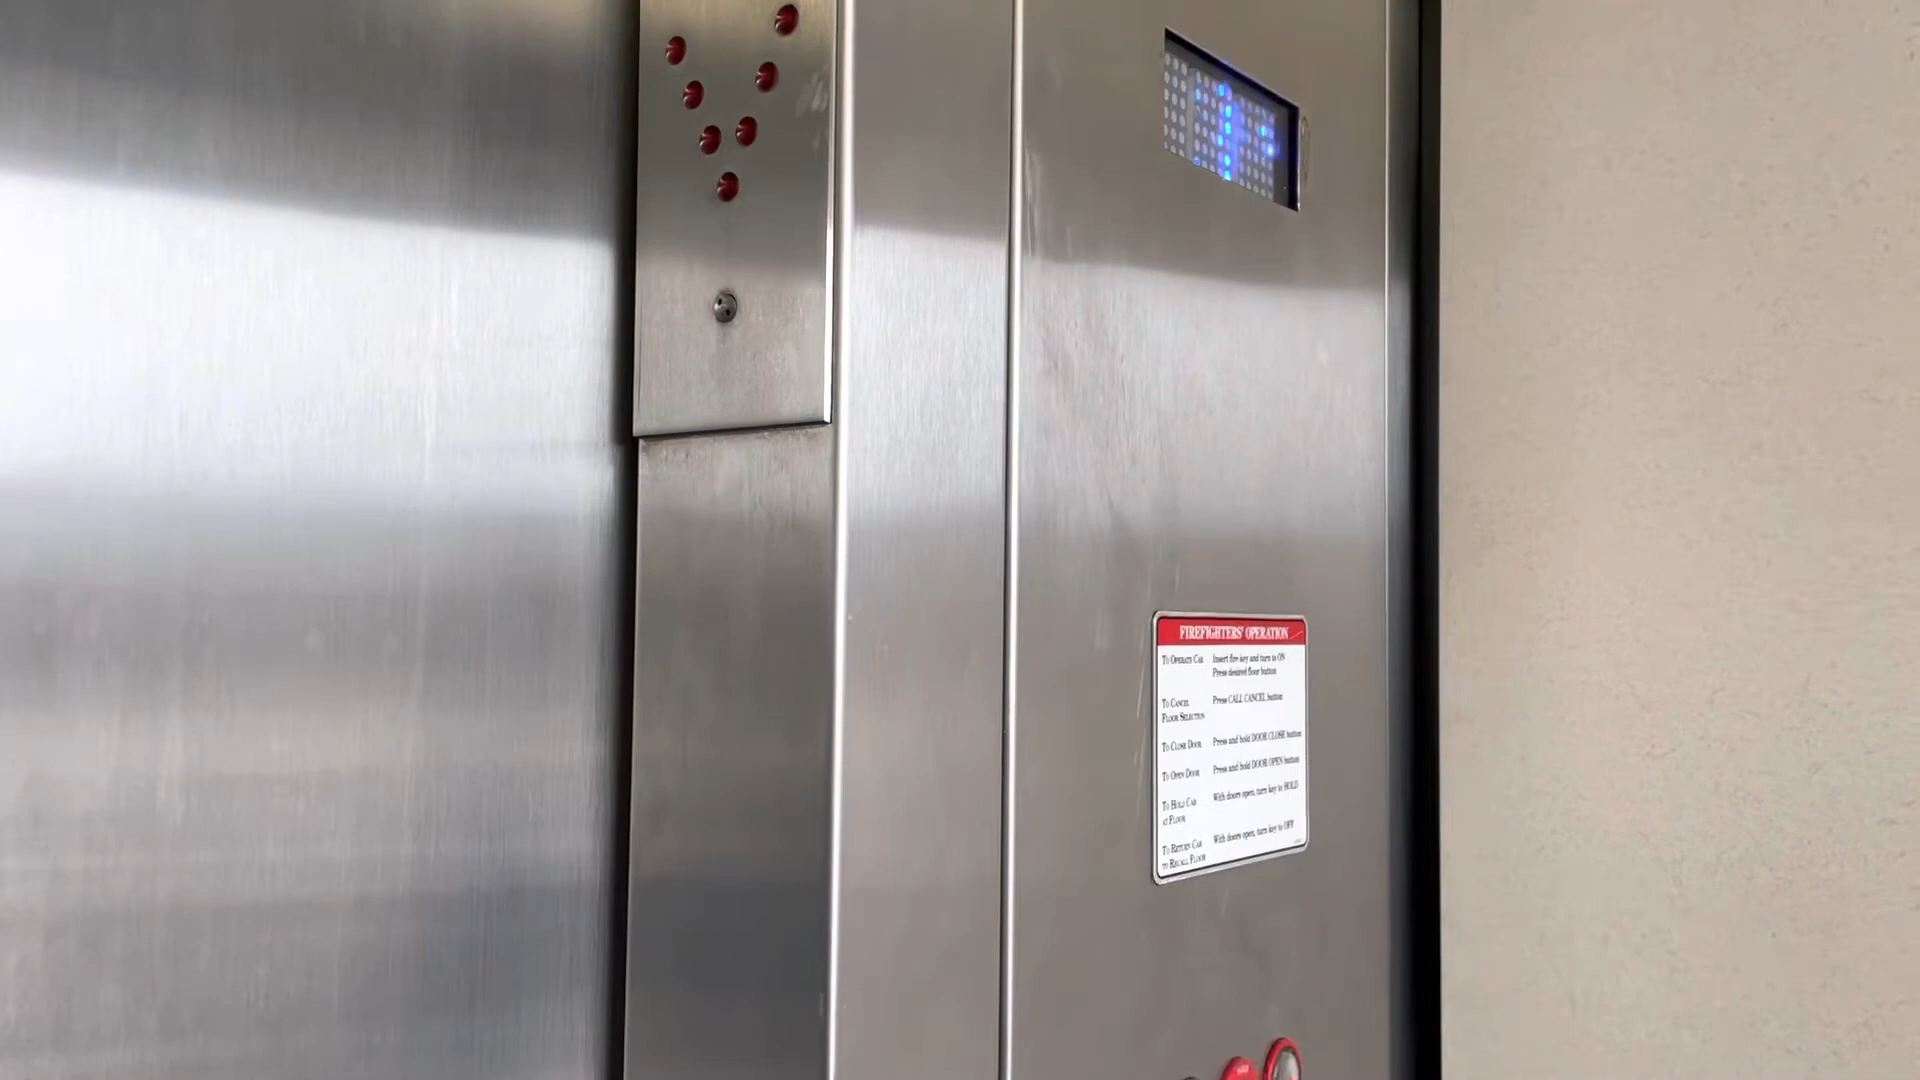 FIREFIGHTERS' OPERATION
TO OPERATE CAR Insert fire key and turn to ON
Press desired floor button
TO CANCEL Press CALL CANCEL button
FLOOR SELECTION
TO CLOSE DOOR Press and hold DOOR CLOSE button
TO OPEN DOOR Press and hold DOOR OPEN button
TO HOLD CAR With doors open, turn key to HOLD
AT FLOOR
TO RETURN CAR With doors open, turn key to OFF
TO RECALL FLOOR